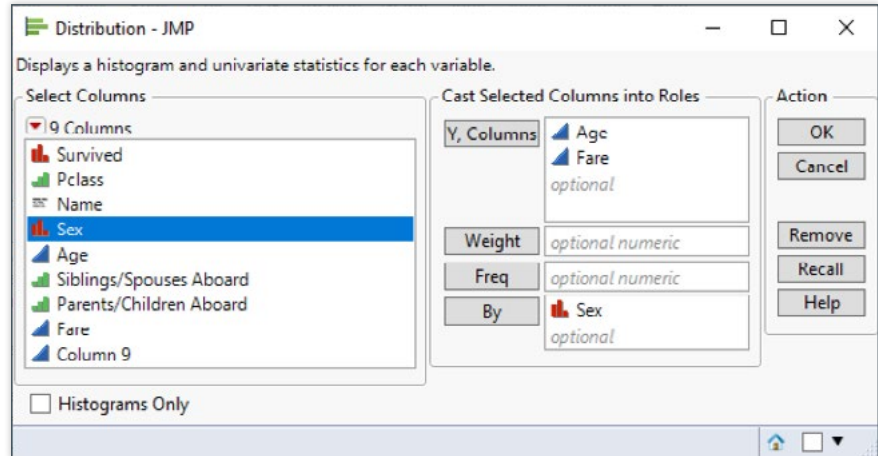 Distribution - JMP
Displays a histogram and univariate statistics for each variable.
Select Columns
9 Columns
Survived
Pclass
Name
Sex
Age
Siblings/Spouses Aboard
Parents/Children Aboard
Fare
Column 9
Histograms Only
Cast Selected Columns into Roles
Y, Columns
Age
Fare
optional
Weight
optional numeric
Freq
optional numeric
By
Sex
optional
Action
OK
Cancel
Remove
Recall
Help